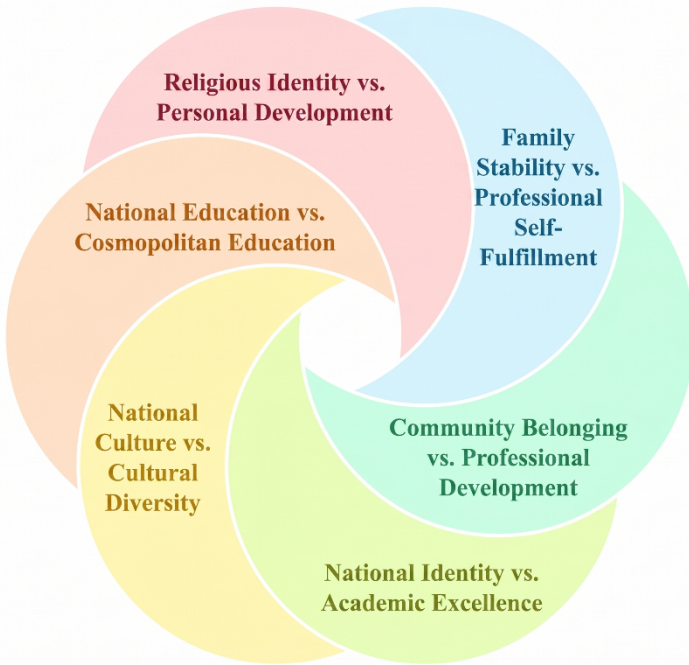 Religious Identity vs.
Personal Development
Family
Stability vs.
Professional
Self-
Fulfillment
National Education vs.
Cosmopolitan Education
National
Culture vs.
Cultural
Diversity
Community Belonging
vs. Professional
Development
National Identity vs.
Academic Excellence